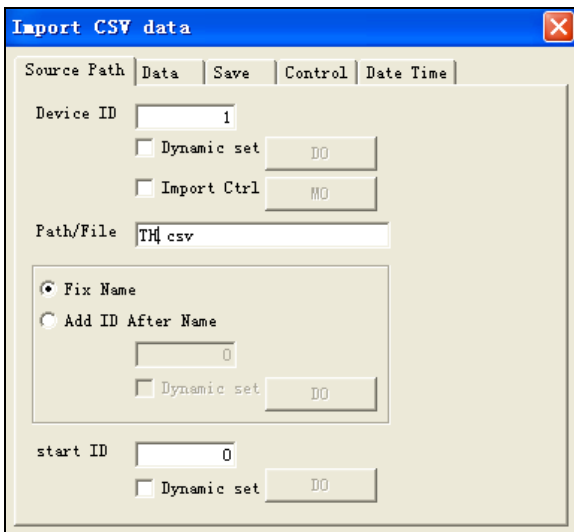 Import CSV data
Source Path Data Save Control Date Time
Device ID 1
Dynamic set DO
Import Ctrl MO
Path/File TH.csv
Fix Name
Add ID After Name
0
Dynamic set DO
start ID 0
Dynamic set DO